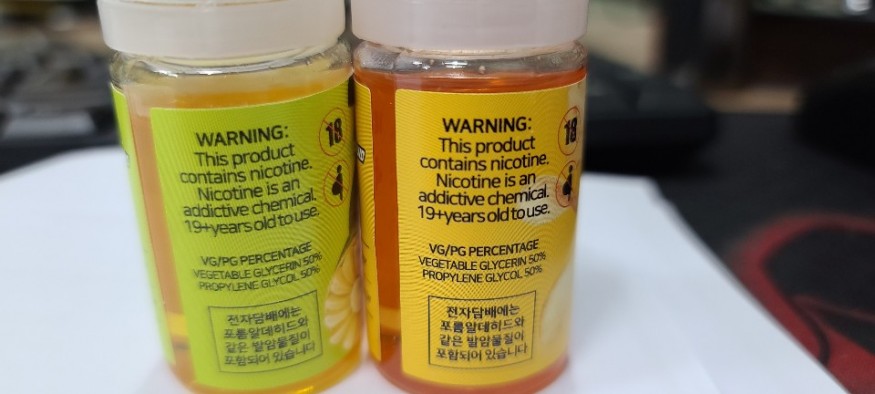 WARNING:
This product
contains nicotine.
Nicotine is an
addictive chemical.
19+years old to use.
VG/PG PERCENTAGE
VEGETABLE GLYCERIN 50%
PROPYLENE GLYCOL 50%
전자담배에는
포룸알데히드와
같은 발암물질이
포함되어 있습니다
18
WARNING:
This product
contains nicotine.
Nicotine is an
addictive chemical.
19+years old to use.
VG/PG PERCENTAGE
VEGETABLE GLYCERIN 50%
PROPYLENE GLYCOL 50%
전자담배에는
포룸알데히드와
같은 발암물질이
포함되어 있습니다
18